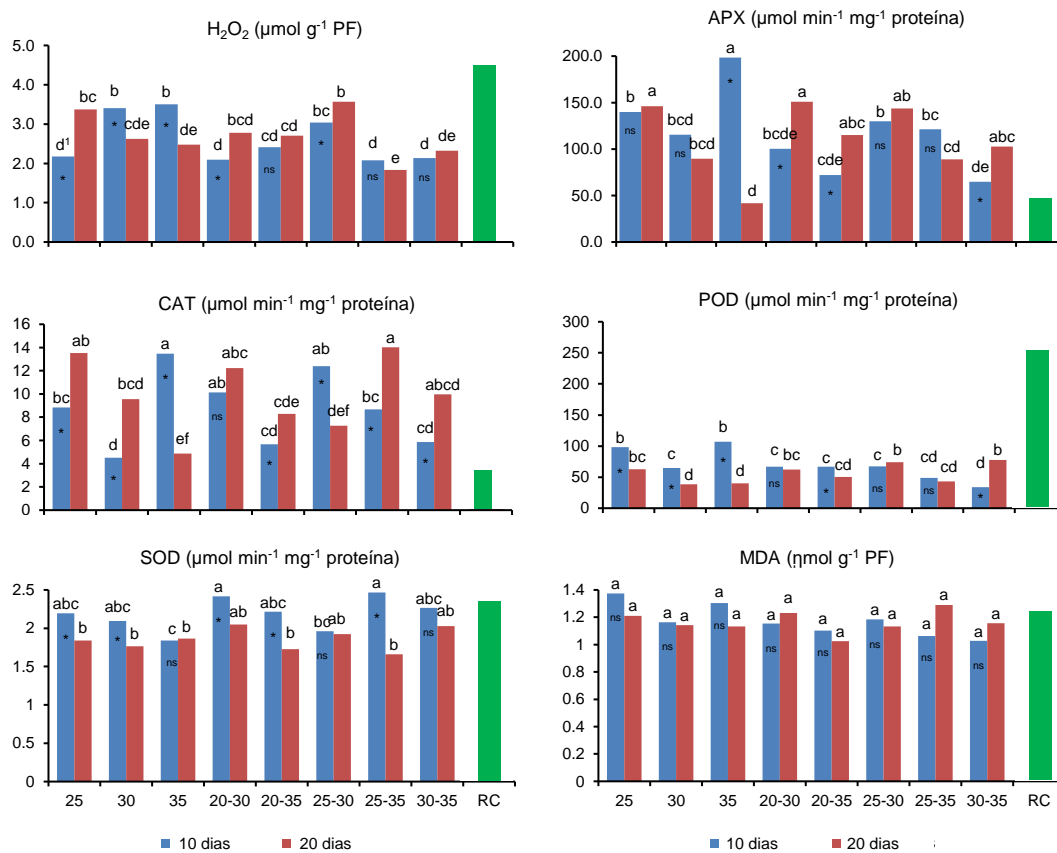 H₂O₂ (µmol g⁻¹ PF)
5.0
4.0
3.0
2.0
1.0
0.0
d¹ bc b cde b de d bcd cd cd bc b d e d de
* * * * ns * ns ns
APX (µmol min⁻¹ mg⁻¹ proteína)
200.0
150.0
100.0
50.0
0.0
b a bcd bcd a d bcde a cde abc b ab bc cd de abc
ns ns * * * ns ns *
CAT (µmol min⁻¹ mg⁻¹ proteína)
16
14
12
10
8
6
4
2
0
bc ab d bcd a ef ab abc cd cde ab def bc a cd abcd
* * * ns * * * *
POD (µmol min⁻¹ mg⁻¹ proteína)
300
250
200
150
100
50
0
b bc c d b d c bc c cd c b cd cd d b
* * * ns * ns ns *
SOD (µmol min⁻¹ mg⁻¹ proteína)
2.5
2
1.5
1
0.5
0
abc b abc b c b a ab abc b bc ab a b abc ab
* * ns * * ns * ns
25 30 35 20-30 20-35 25-30 25-35 30-35 RC
10 dias 20 dias
MDA (ηmol g⁻¹ PF)
1.4
1.2
1
0.8
0.6
0.4
0.2
0
a a a a a a a a a a a a a a a a
ns ns ns ns ns ns ns ns
25 30 35 20-30 20-35 25-30 25-35 30-35 RC
10 dias 20 dias